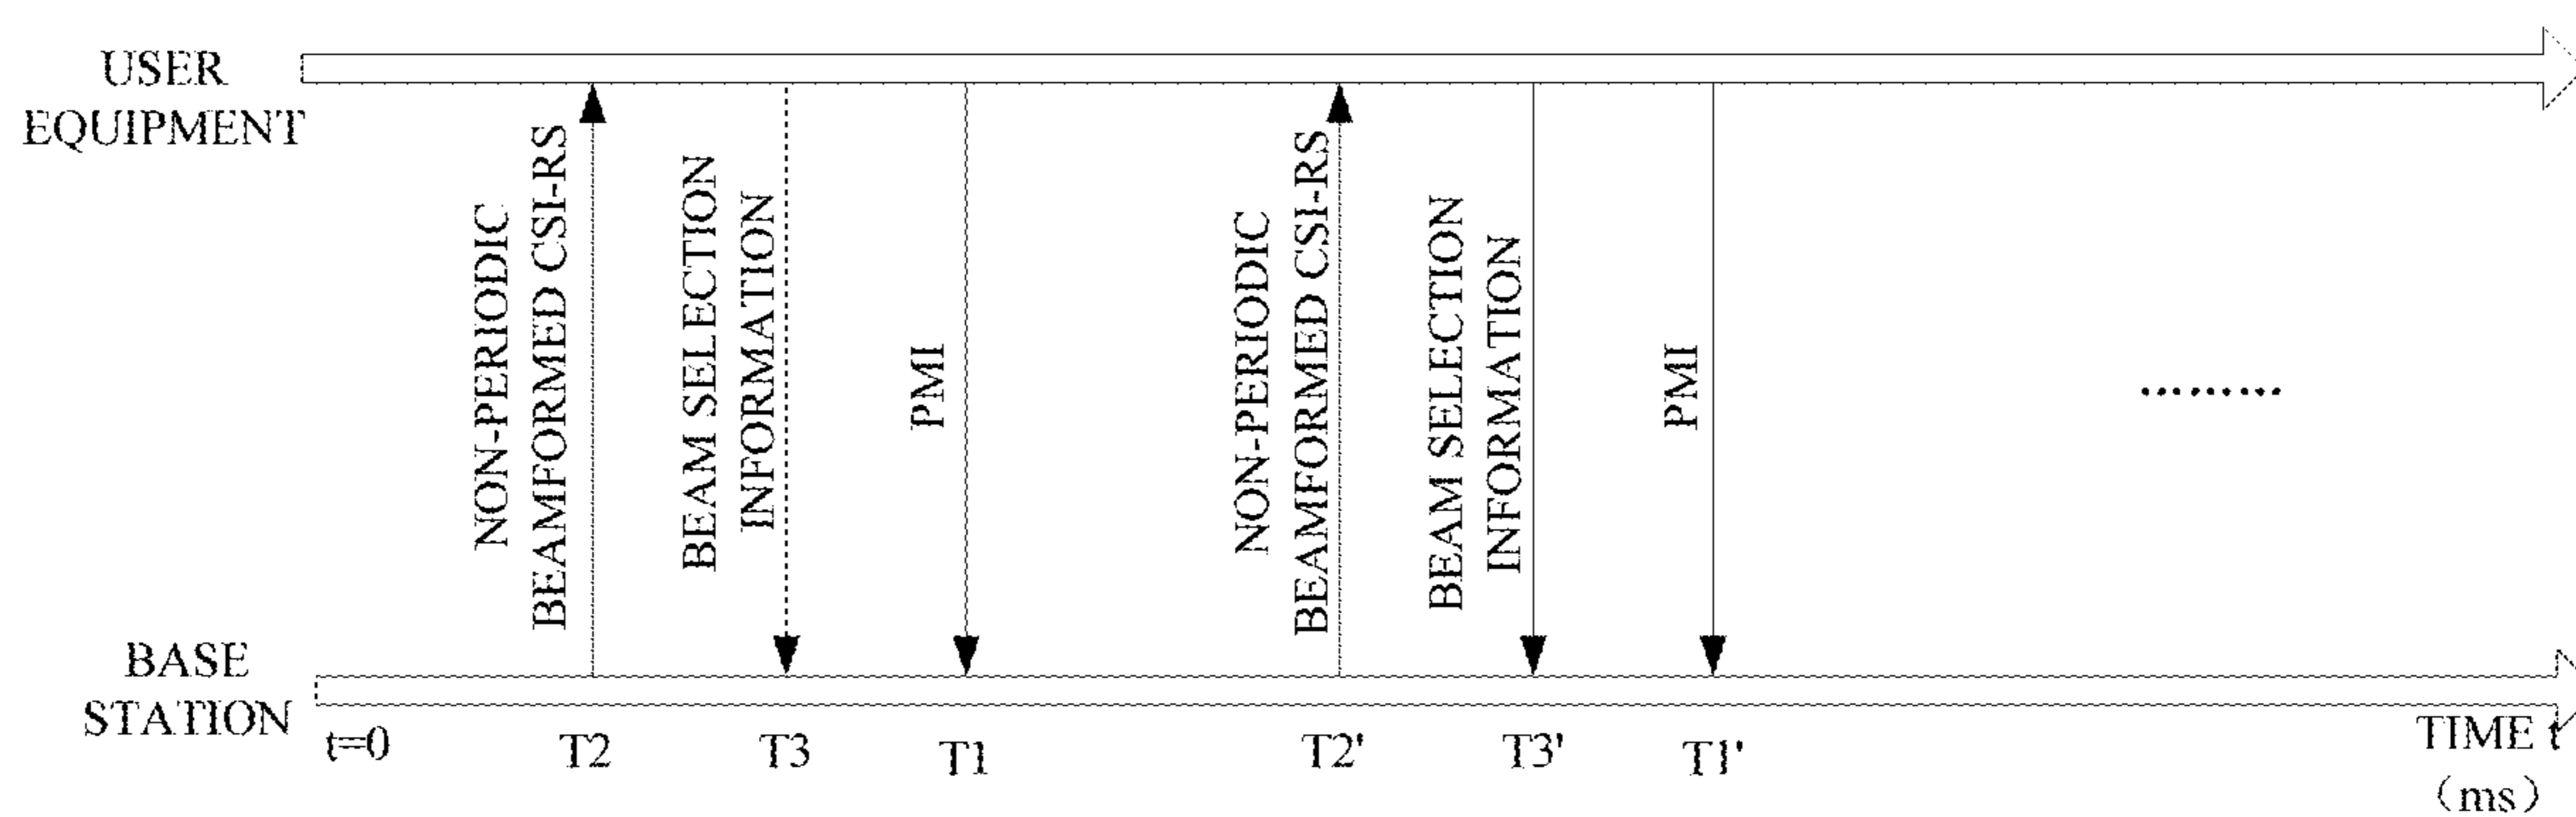 USER
EQUIPMENT
NON-PERIODIC
BEAMFORMED CSI-RS
BEAM SELECTION
INFORMATION
PMI
NON-PERIODIC
BEAMFORMED CSI-RS
BEAM SELECTION
INFORMATION
PMI
.........
BASE
STATION
t=0
T2
T3
T1
T2'
T3'
T1'
TIME t
(ms)